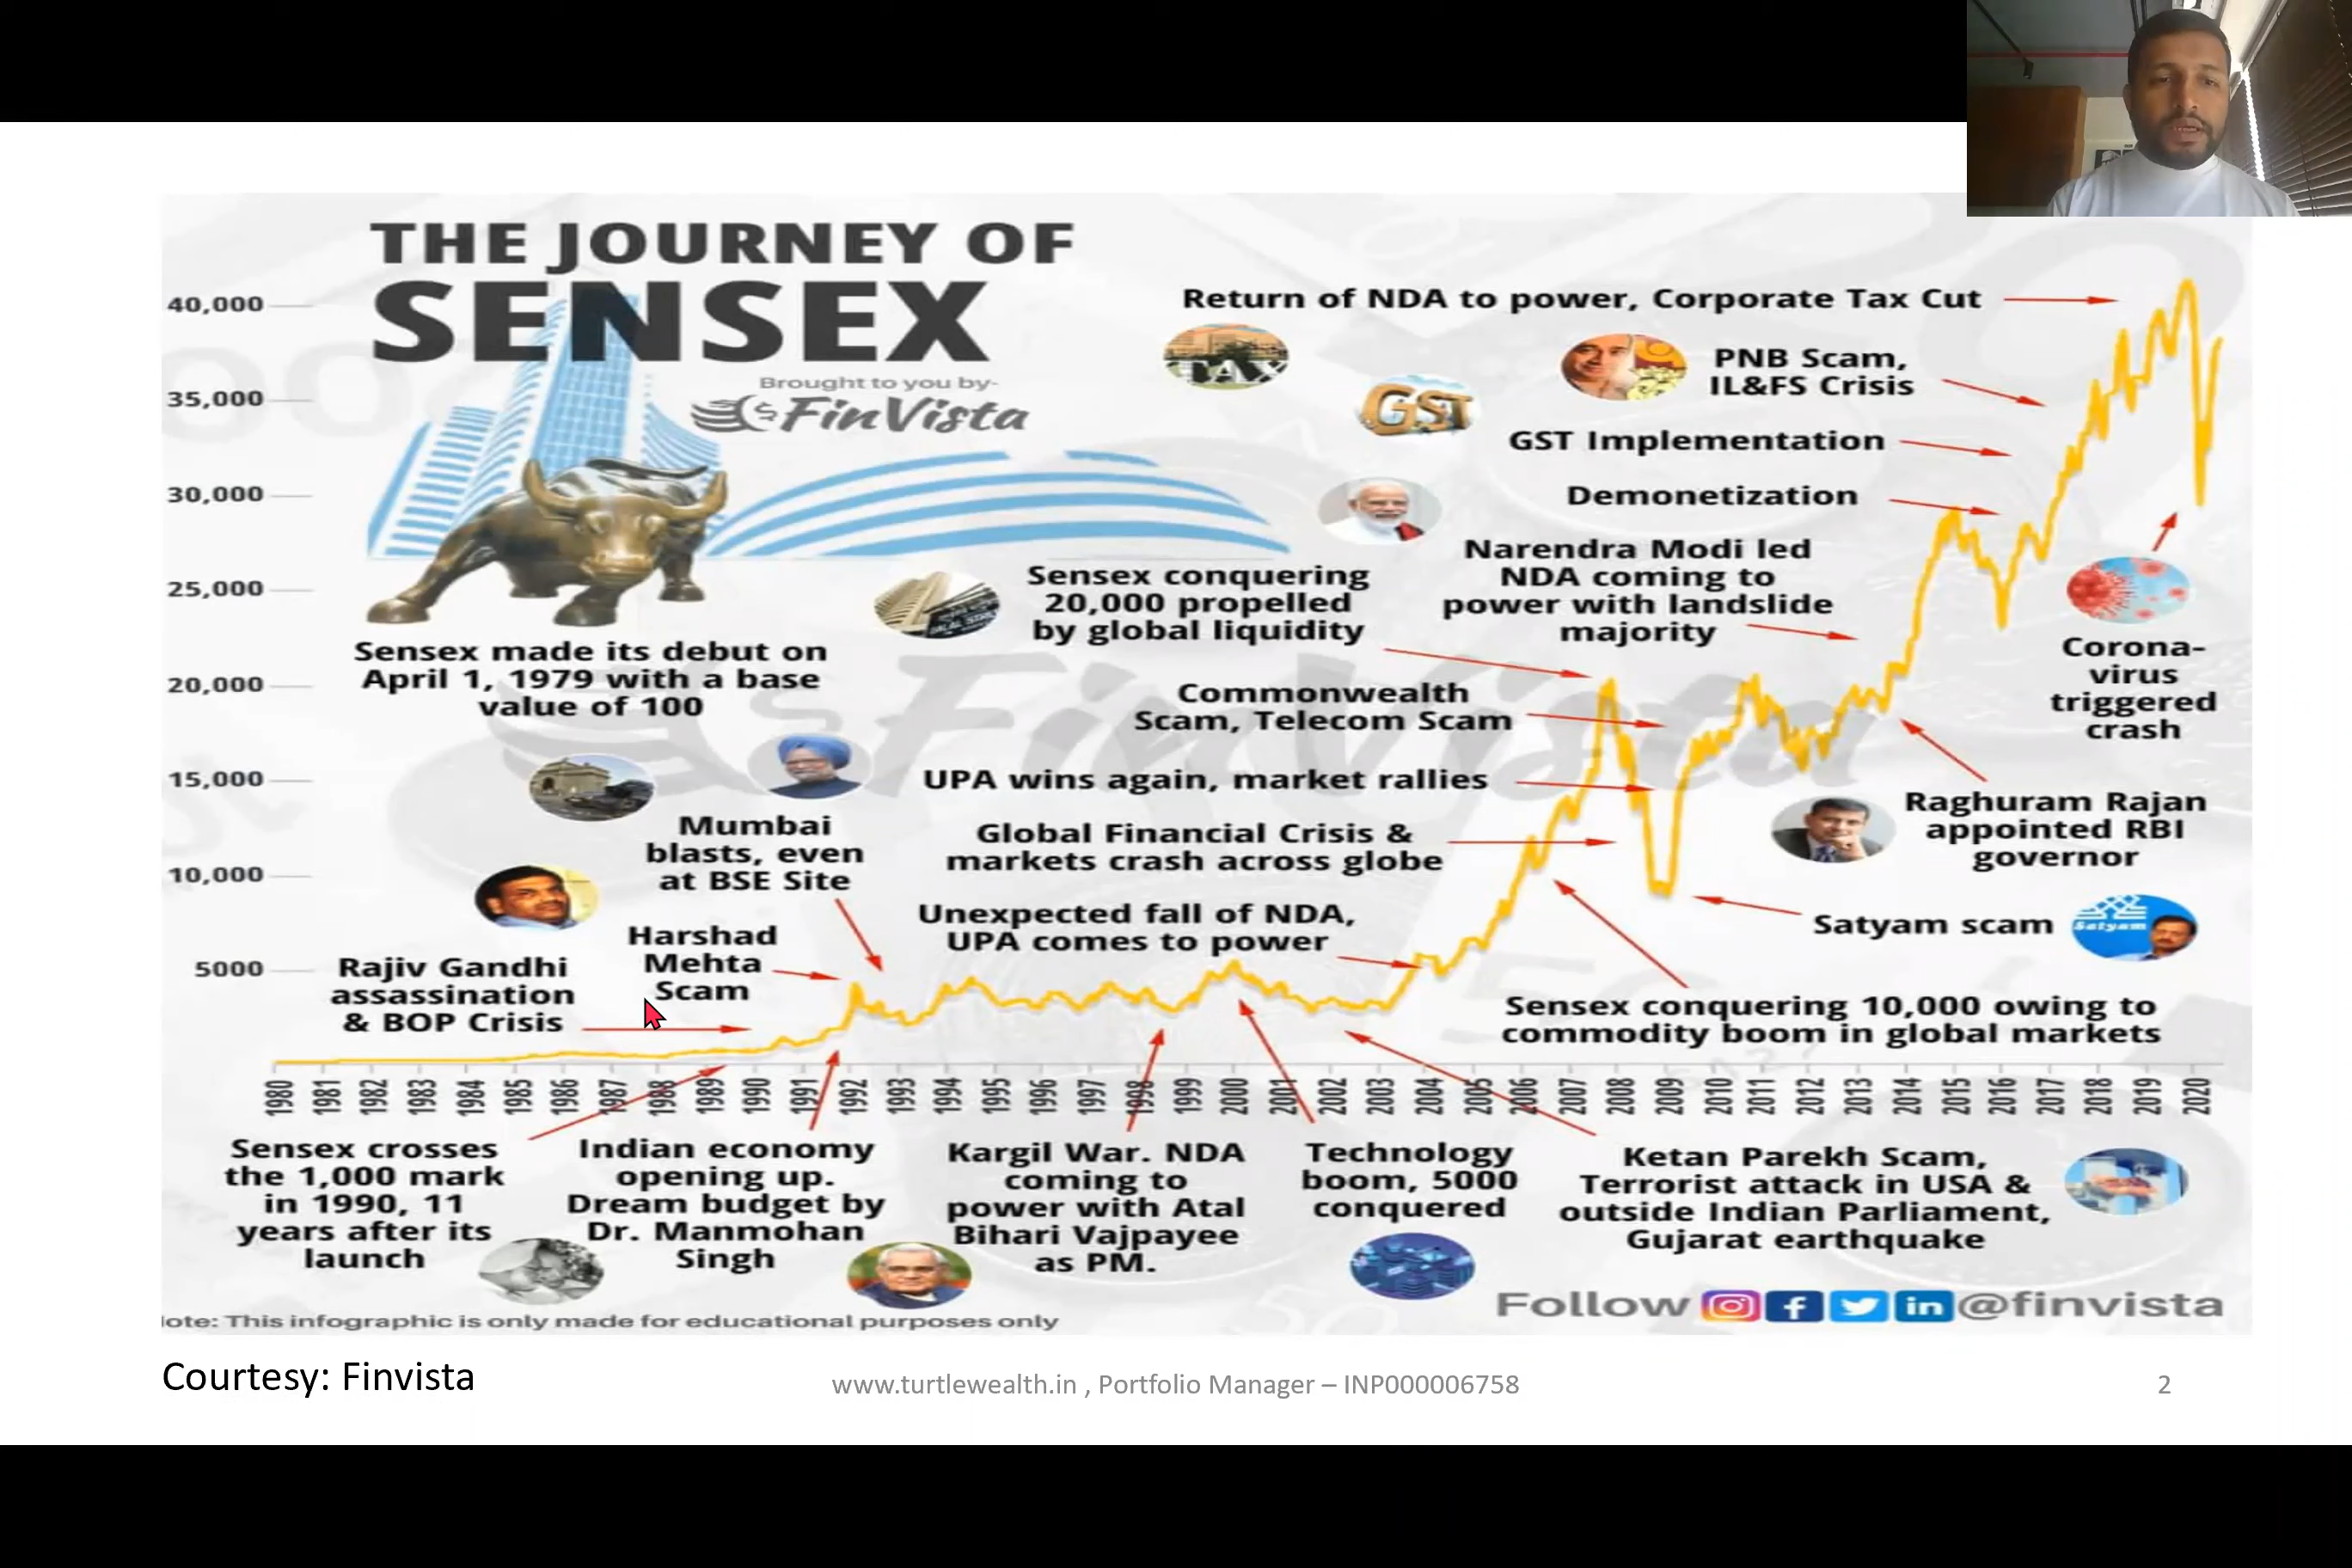 THE JOURNEY OF
SENSEX
Brought to you by-
FinVista
40,000
35,000
30,000
25,000
20,000
15,000
10,000
5000
Return of NDA to power, Corporate Tax Cut
TAX
GST
PNB Scam,
IL&FS Crisis
GST Implementation
Demonetization
Narendra Modi led
NDA coming to
power with landslide
majority
Sensex conquering
20,000 propelled
by global liquidity
Sensex made its debut on
April 1, 1979 with a base
value of 100
Commonwealth
Scam, Telecom Scam
Corona-
virus
triggered
crash
FinVista
UPA wins again, market rallies
Mumbai
blasts, even
at BSE Site
Global Financial Crisis &
markets crash across globe
Raghuram Rajan
appointed RBI
governor
Unexpected fall of NDA,
UPA comes to power
Satyam scam
Satyam
Harshad
Mehta
Scam
Rajiv Gandhi
assassination
& BOP Crisis
Sensex conquering 10,000 owing to
commodity boom in global markets
1980 1981 1982 1983 1984 1985 1986 1987 1988 1989 1990 1991 1992 1993 1994 1995 1996 1997 1998 1999 2000 2001 2002 2003 2004 2005 2006 2007 2008 2009 2010 2011 2012 2013 2014 2015 2016 2017 2018 2019 2020
Sensex crosses
the 1,000 mark
in 1990, 11
years after its
launch
Indian economy
opening up.
Dream budget by
Dr. Manmohan
Singh
Kargil War. NDA
coming to
power with Atal
Bihari Vajpayee
as PM.
Technology
boom, 5000
conquered
Ketan Parekh Scam,
Terrorist attack in USA &
outside Indian Parliament,
Gujarat earthquake
Follow @finvista
ote: This infographic is only made for educational purposes only
Courtesy: Finvista
www.turtlewealth.in , Portfolio Manager – INP000006758
2